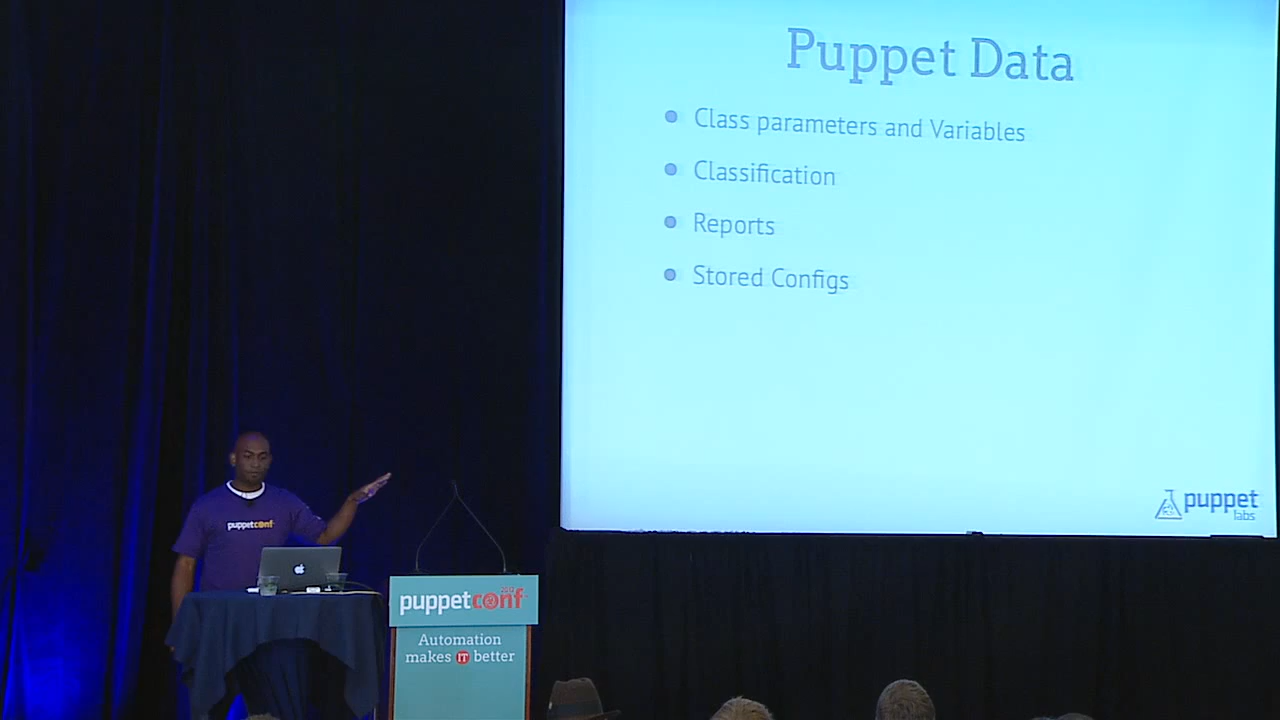 Puppet Data
Class parameters and Variables
Classification
Reports
Stored Configs
puppet
labs
puppetconf
puppetconf
Automation
makes IT better